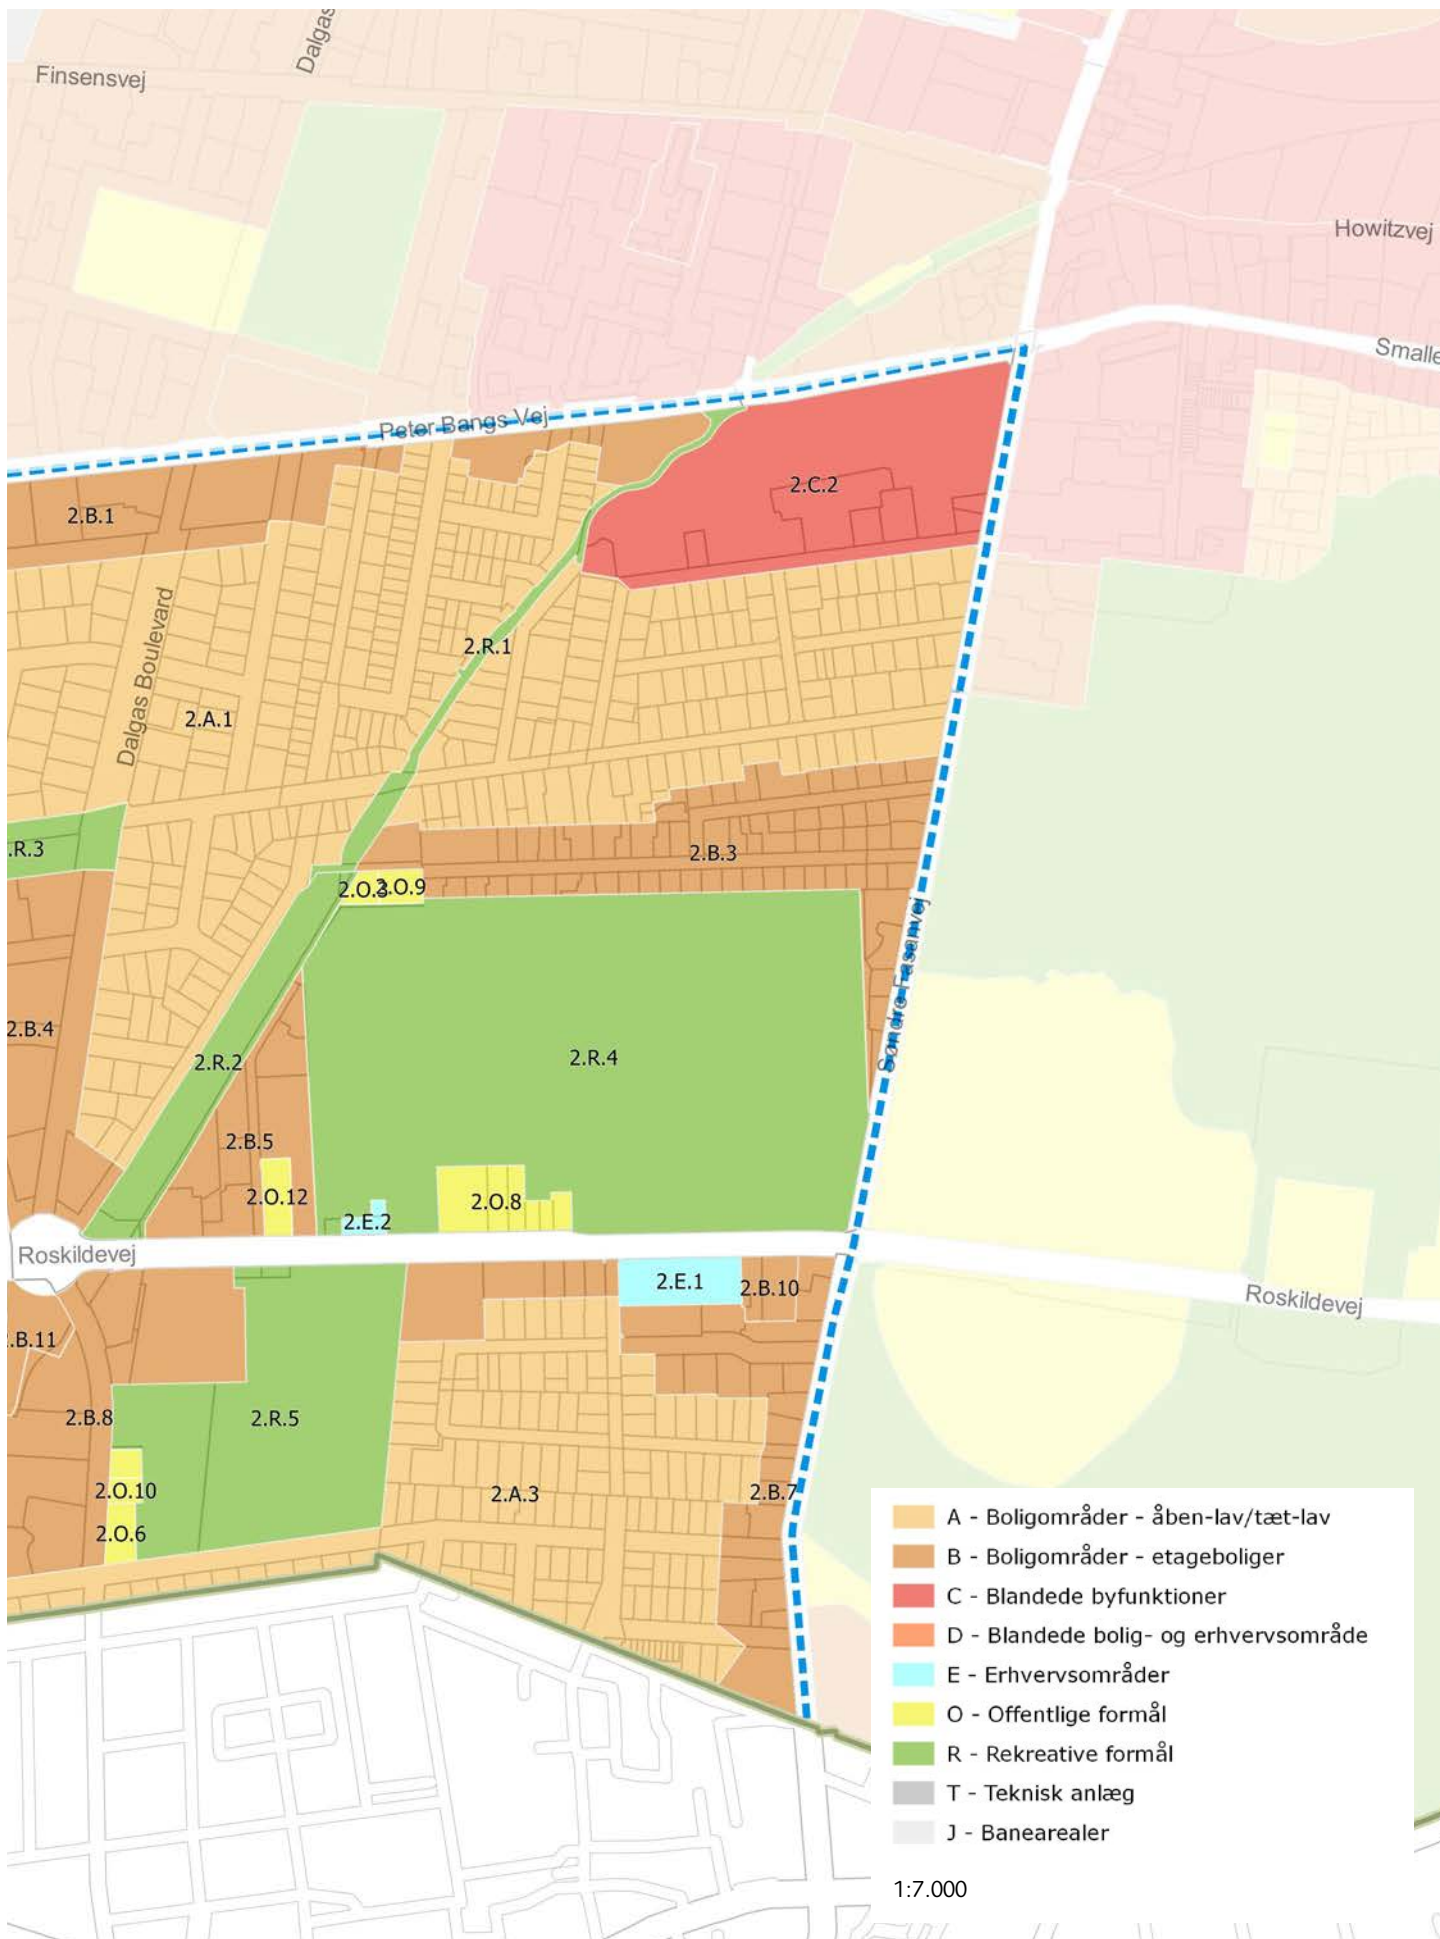 Dalgas
Finsensvej
Howitzvej
Smalle
Peter Bangs Vej
2.C.2
2.B.1
Dalgas Boulevard
2.R.1
2.A.1
.R.3
2.B.3
2.O.3
2.O.9
Søndre Fasanvej
2.B.4
2.R.2
2.R.4
2.B.5
2.O.12
2.O.8
2.E.2
Roskildevej
2.E.1
2.B.10
Roskildevej
.B.11
2.B.8
2.R.5
2.O.10
2.A.3
2.B.7
2.O.6
A - Boligområder - åben-lav/tæt-lav
B - Boligområder - etageboliger
C - Blandede byfunktioner
D - Blandede bolig- og erhvervsområde
E - Erhvervsområder
O - Offentlige formål
R - Rekreative formål
T - Teknisk anlæg
J - Banearealer
1:7.000